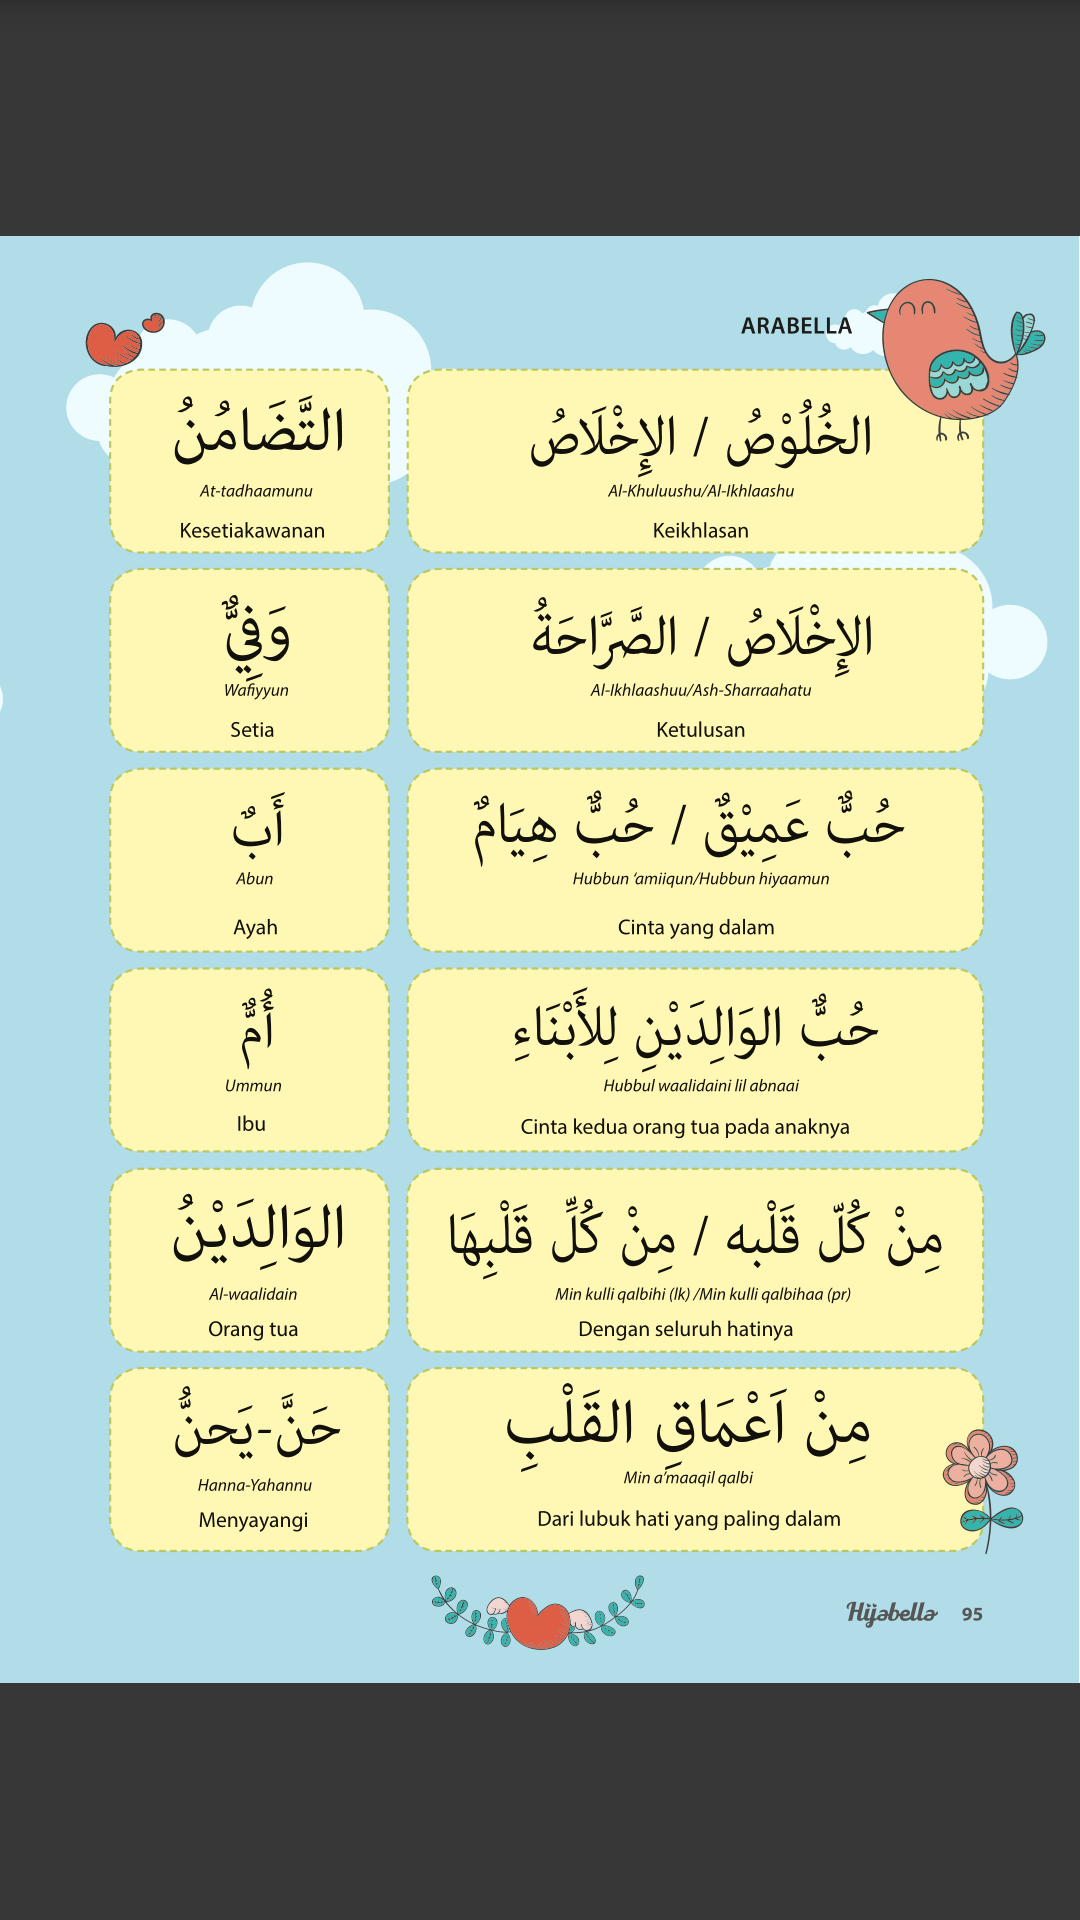 ARABELLA
التَّضَامُنُ
At-tadhaamunu
Kesetiakawanan
الخُلُوْصُ / الإِخْلَاصُ
Al-Khuluushu/Al-Ikhlaashu
Keikhlasan
وَفِيٌّ
Wafiyyun
Setia
الإِخْلَاصُ / الصَّرَّاحَةُ
Al-Ikhlaashuu/Ash-Sharraahatu
Ketulusan
أَبٌ
Abun
Ayah
حُبٌّ عَمِيْقٌ / حُبٌّ هِيَامٌ
Hubbun ‘amiiqun/Hubbun hiyaamun
Cinta yang dalam
أُمٌّ
Ummun
Ibu
حُبٌّ الوَالِدَيْنِ لِلأَبْنَاءِ
Hubbul waalidaini lil abnaai
Cinta kedua orang tua pada anaknya
الوَالِدَيْنُ
Al-waalidain
Orang tua
مِنْ كُلّ قَلْبه / مِنْ كُلِّ قَلْبِهَا
Min kulli qalbihi (lk) /Min kulli qalbihaa (pr)
Dengan seluruh hatinya
حَنَّ-يَحنُّ
Hanna-Yahannu
Menyayangi
مِنْ اَعْمَاقِ القَلْبِ
Min a’maaqil qalbi
Dari lubuk hati yang paling dalam
Hijabella 95